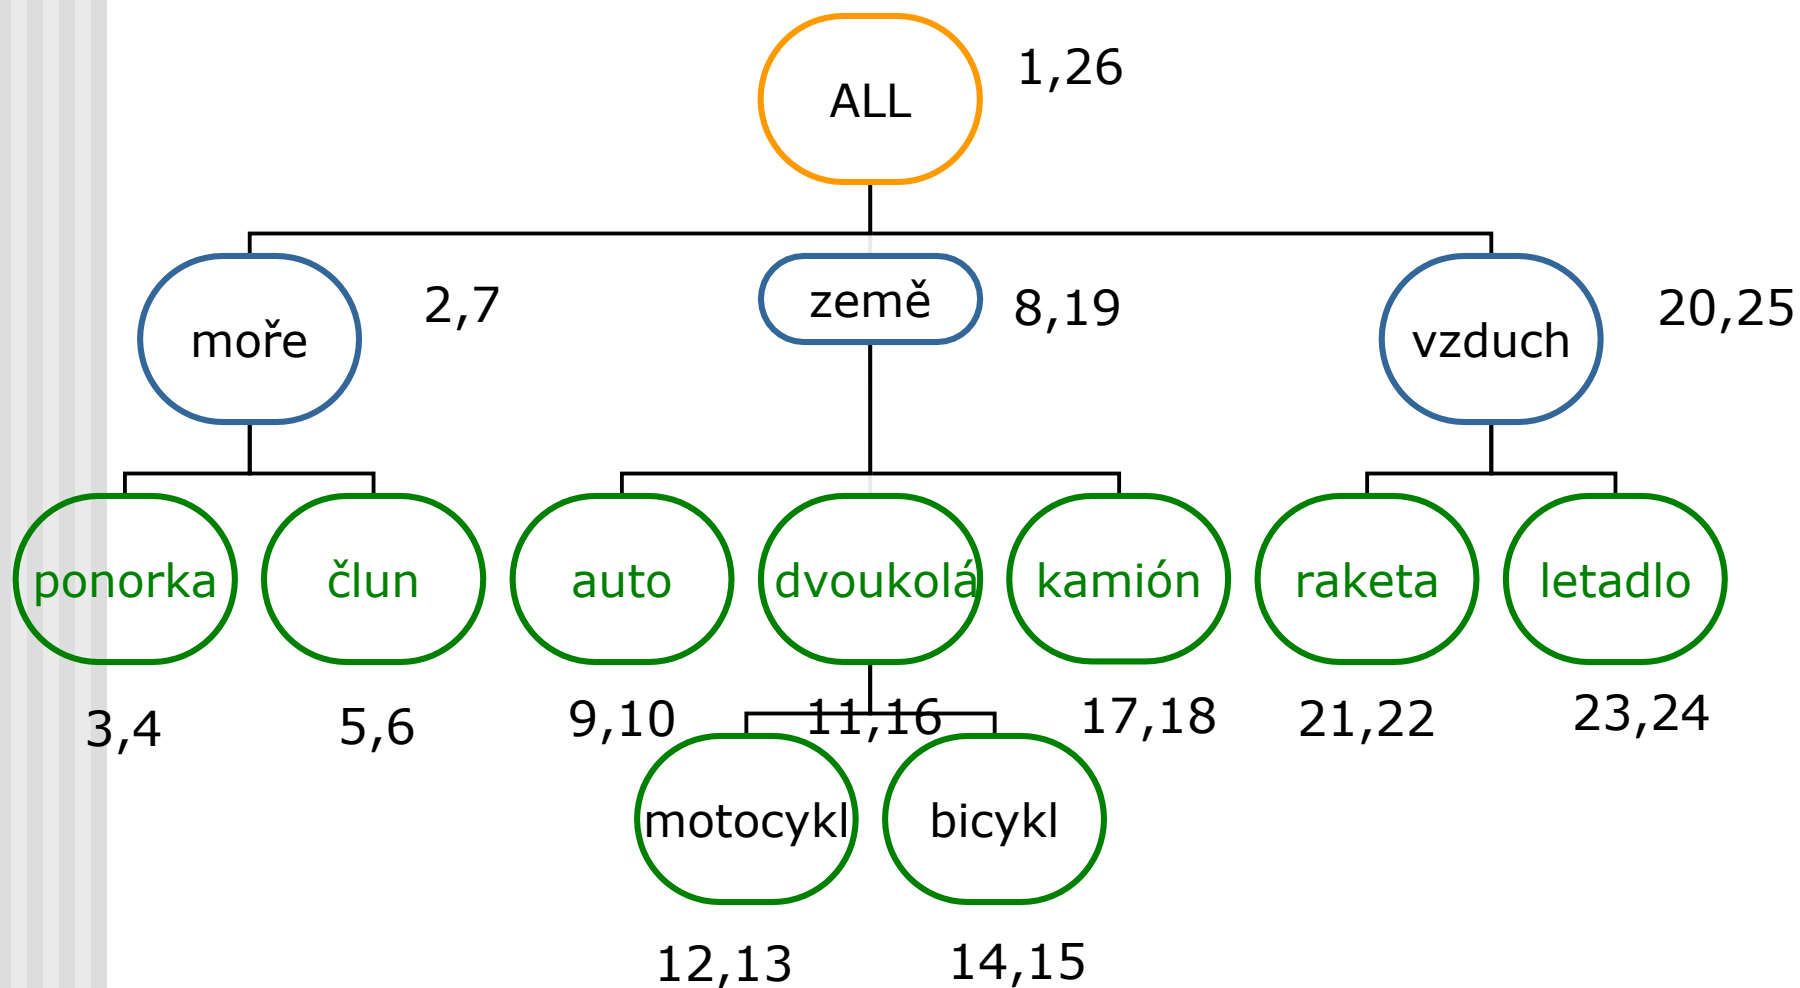 ALL
1,26
moře
2,7
země
8,19
vzduch
20,25
ponorka
člun
auto
dvoukolá
kamión
raketa
letadlo
3,4
5,6
9,10
11,16
17,18
21,22
23,24
motocykl
bicykl
12,13
14,15